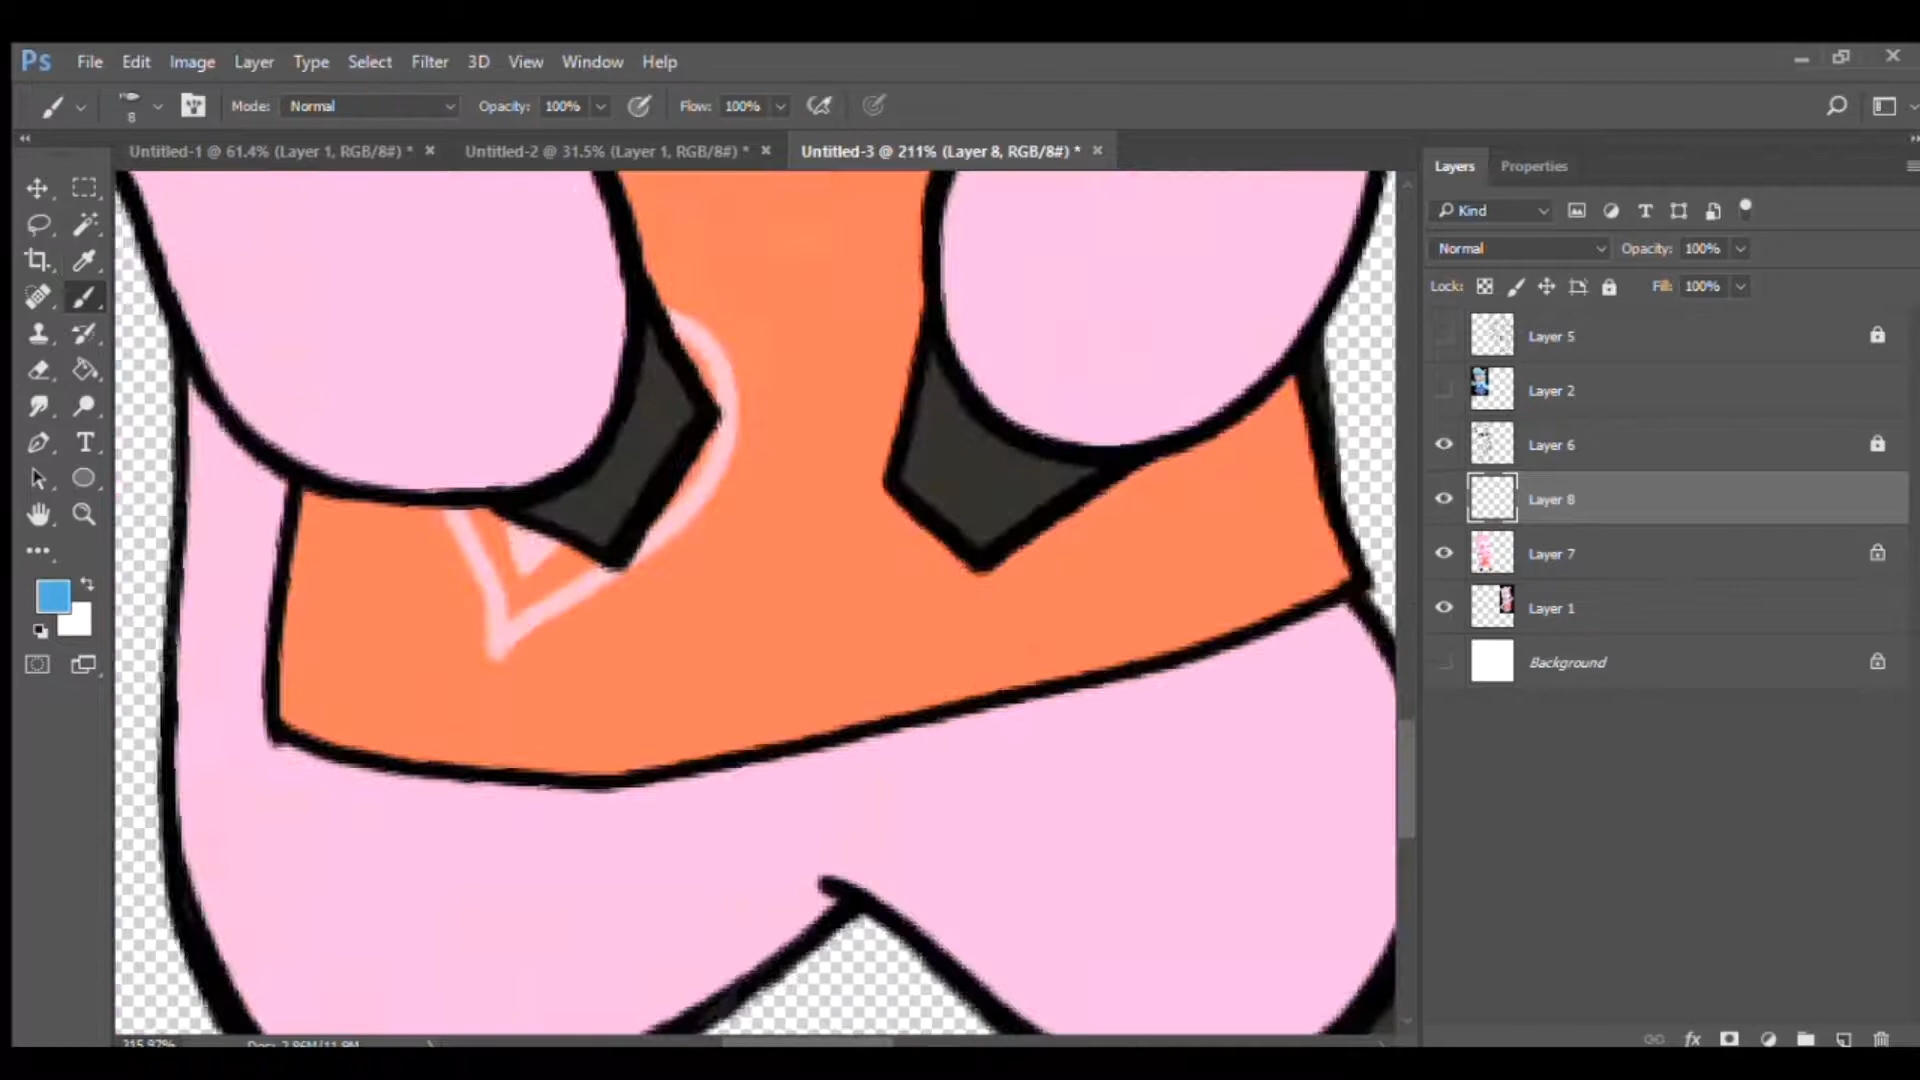 Ps File Edit Image Layer Type Select Filter 3D View Window Help
8 Mode: Normal Opacity: 100% Flow: 100%
Untitled-1 @ 61.4% (Layer 1, RGB/8#) * Untitled-2 @ 31.5% (Layer 1, RGB/8#) * Untitled-3 @ 211% (Layer 8, RGB/8#) *
Layers Properties
Kind
Normal Opacity: 100%
Lock: Fill: 100%
Layer 5
Layer 2
Layer 6
Layer 8
Layer 7
Layer 1
Background
fx